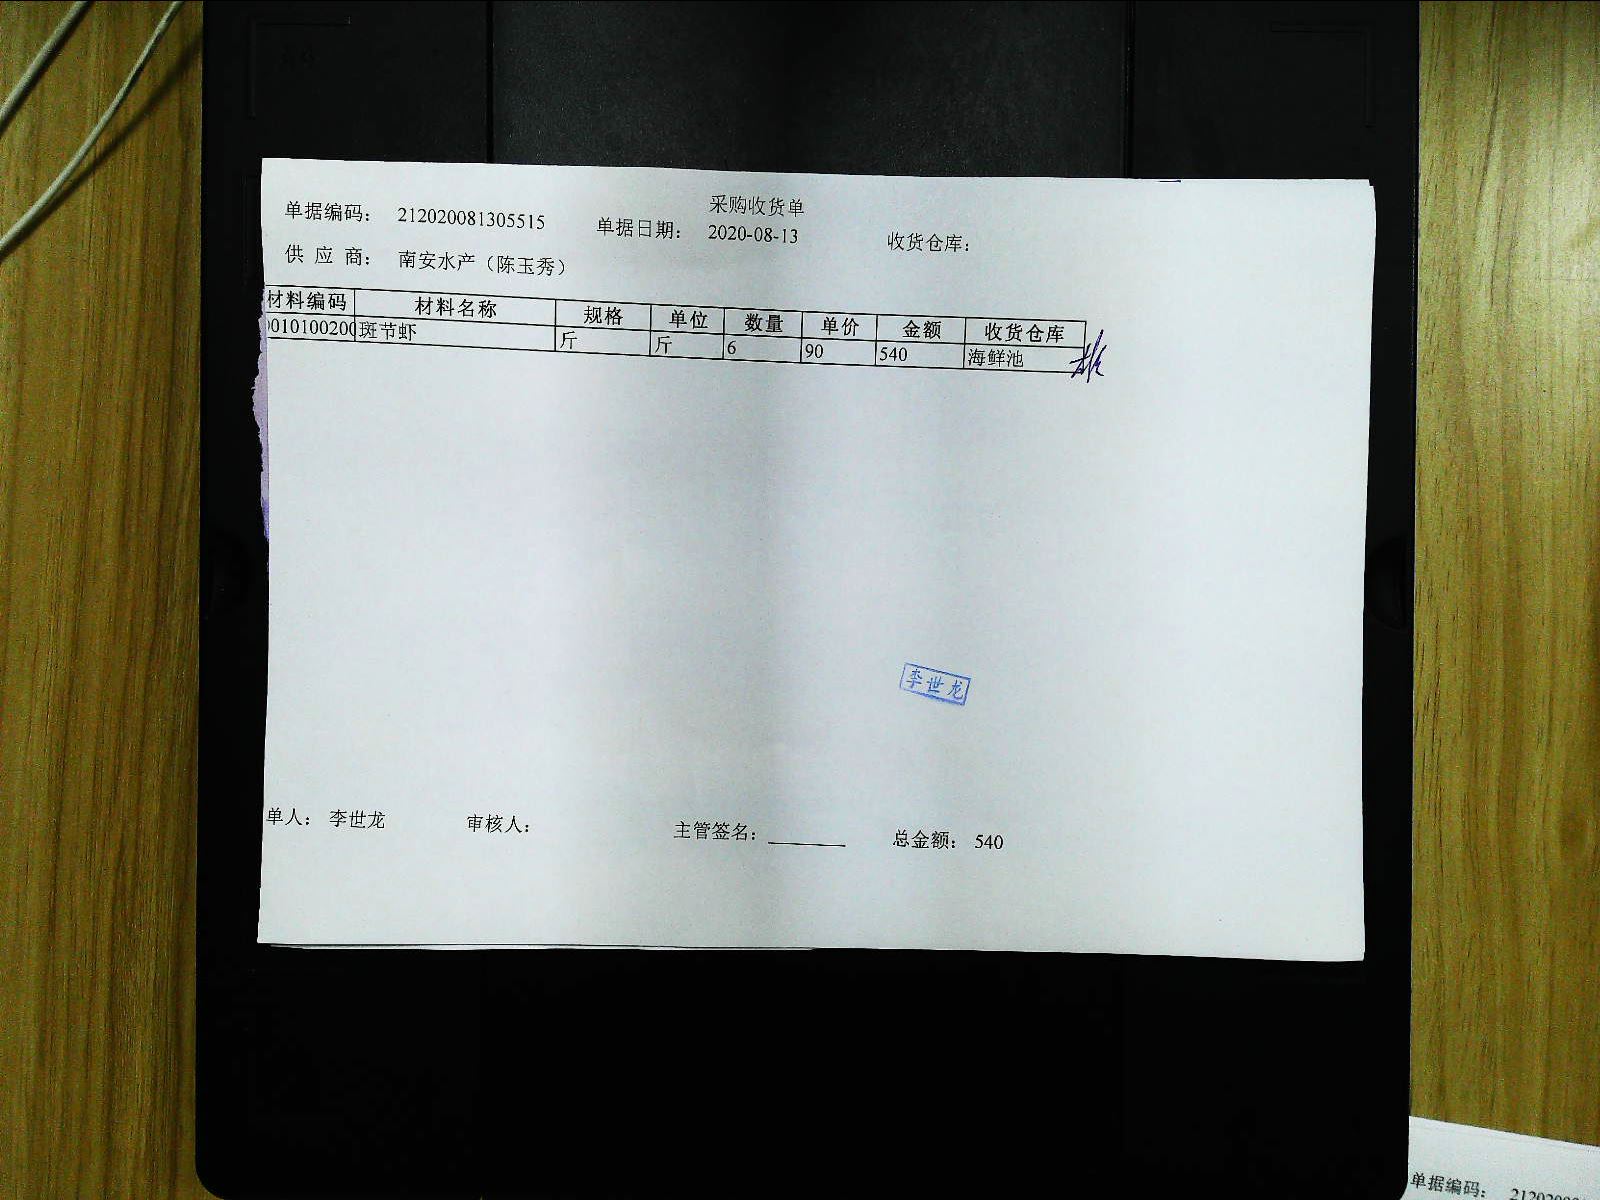 采购收货单
单据编码： 212020081305515 单据日期： 2020-08-13 收货仓库：
供 应 商： 南安水产（陈玉秀）
材料编码 材料名称 规格 单位 数量 单价 金额 收货仓库
010100200 斑节虾 斤 斤 6 90 540 海鲜池
李世龙
单人： 李世龙 审核人： 主管签名： 总金额： 540
单据编码：